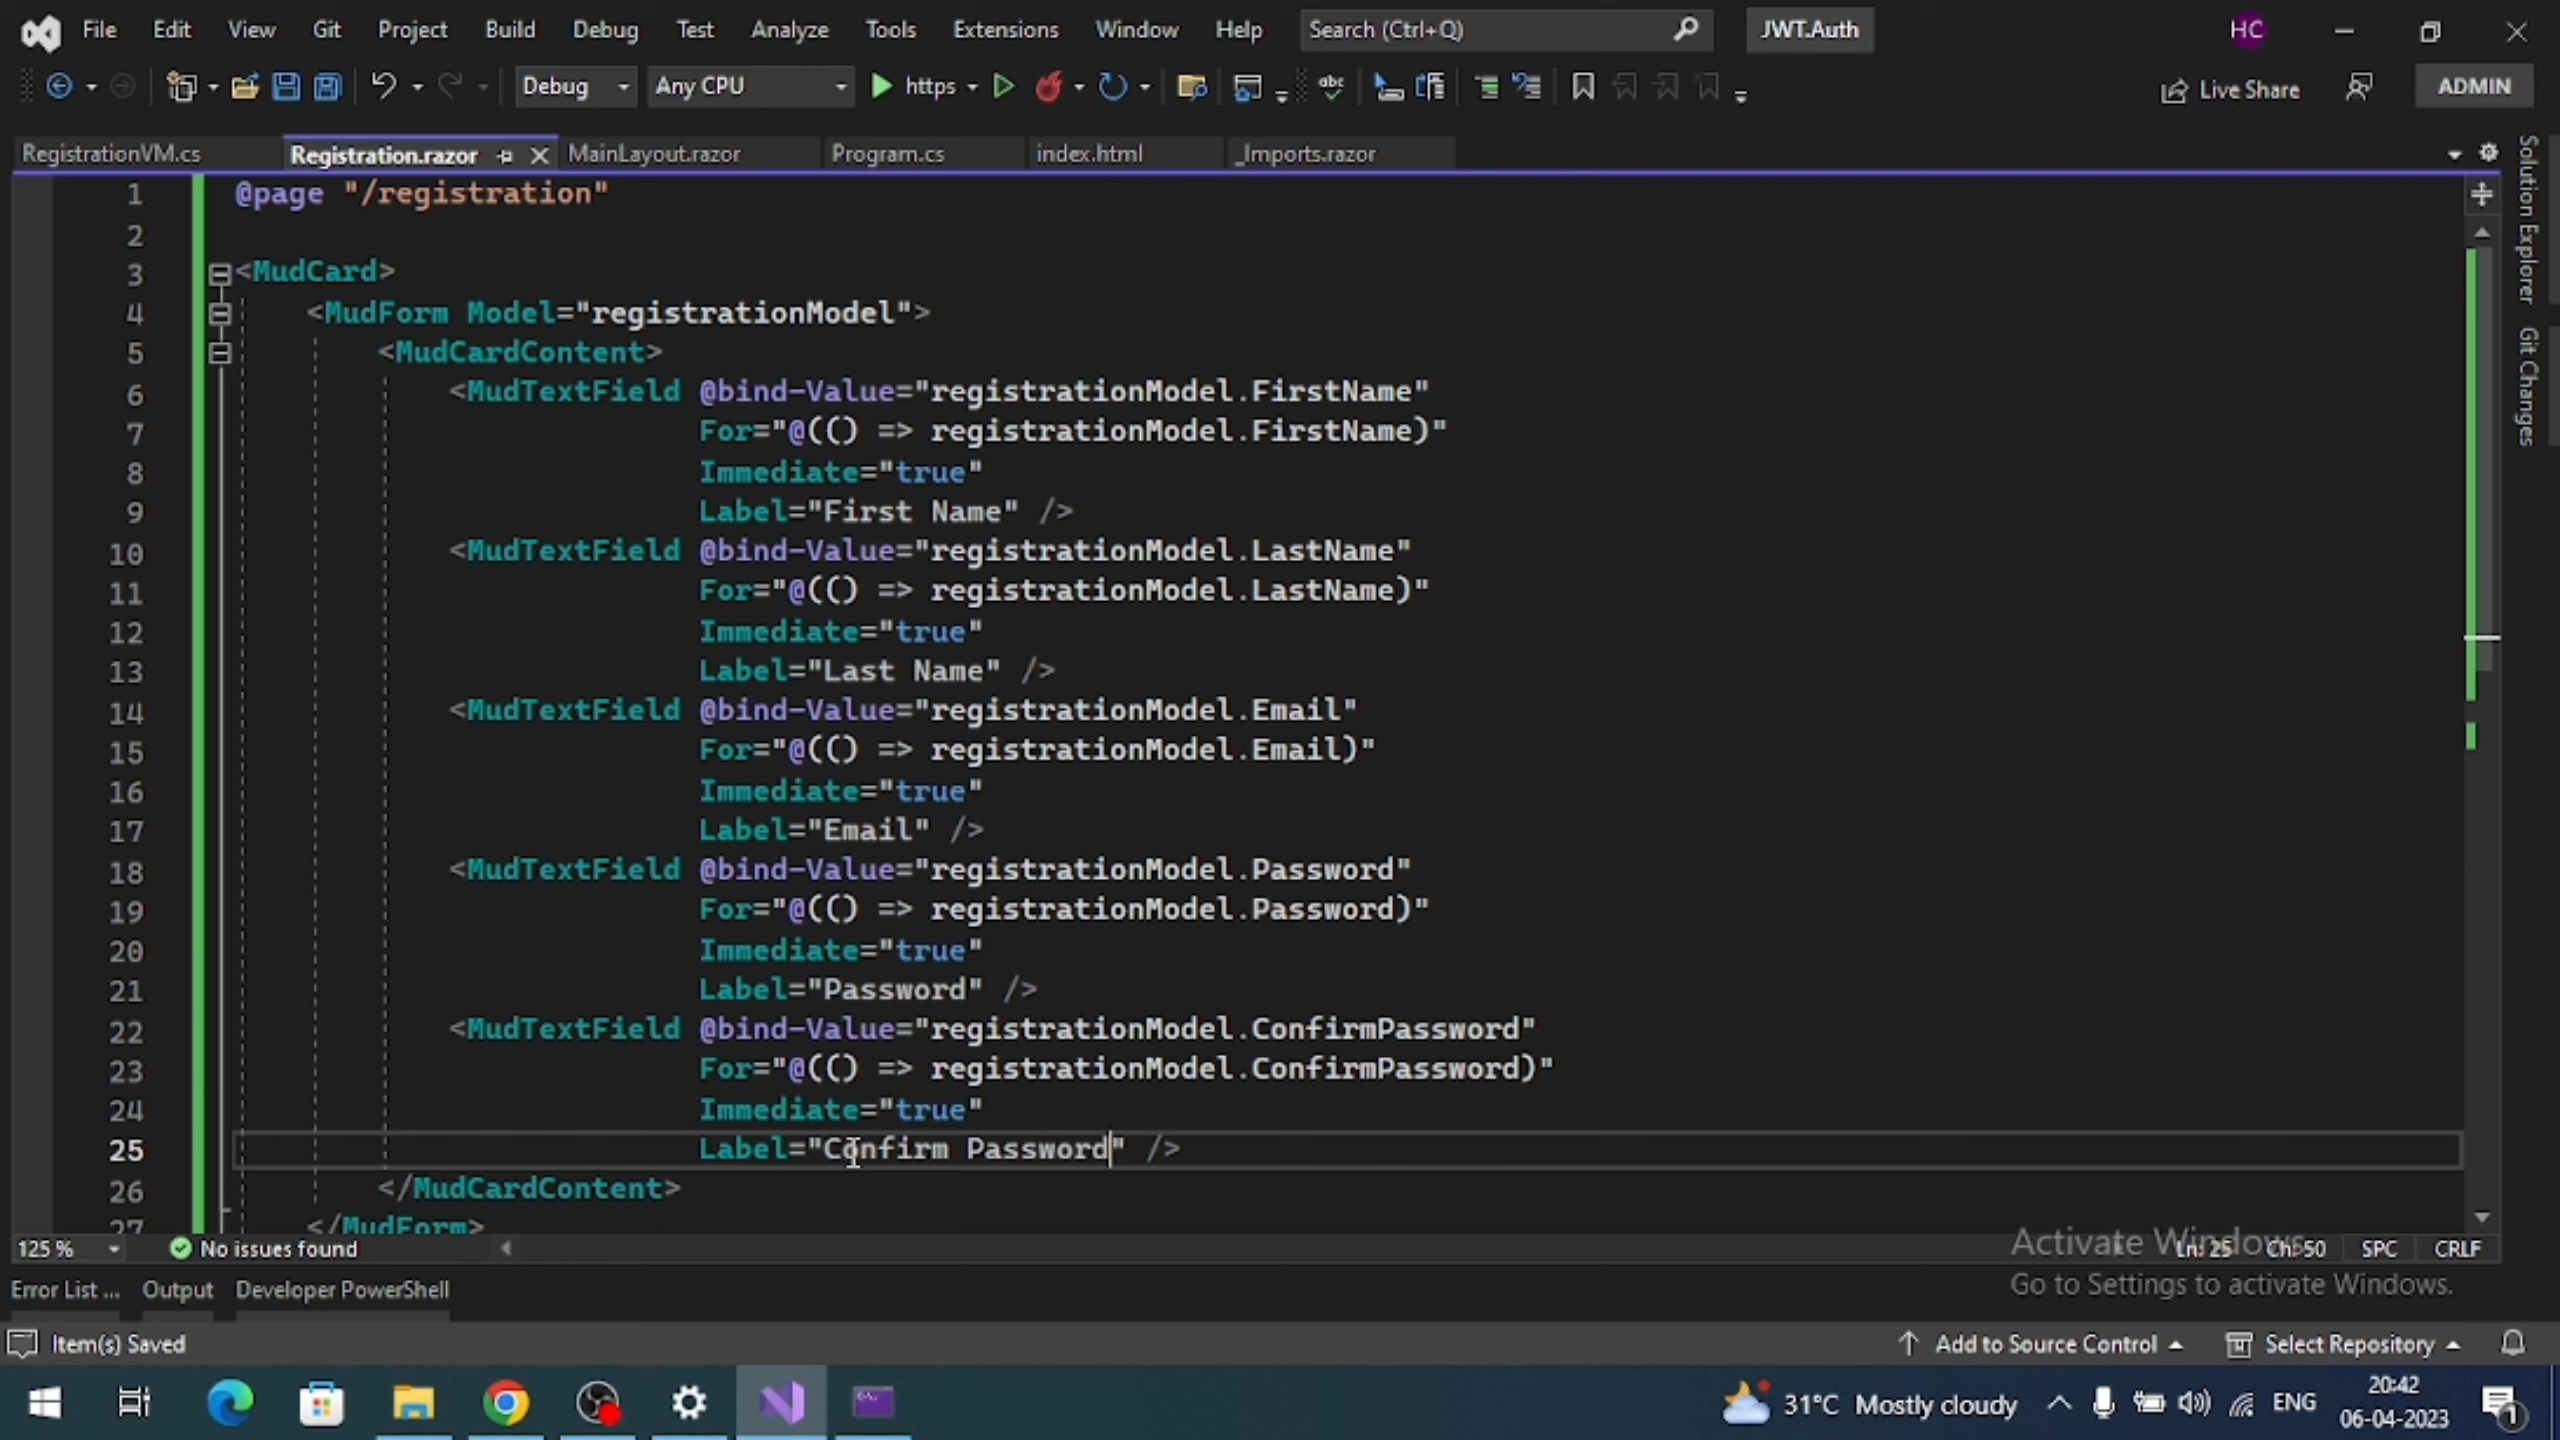 File Edit View Git Project Build Debug Test Analyze Tools Extensions Window Help Search (Ctrl+Q) JWT.Auth HC
Debug Any CPU https Live Share ADMIN
RegistrationVM.cs Registration.razor MainLayout.razor Program.cs index.html _Imports.razor
Solution Explorer
Git Changes
1 @page "/registration"
2
3 <MudCard>
4 <MudForm Model="registrationModel">
5 <MudCardContent>
6 <MudTextField @bind-Value="registrationModel.FirstName"
7 For="@(() => registrationModel.FirstName)"
8 Immediate="true"
9 Label="First Name" />
10 <MudTextField @bind-Value="registrationModel.LastName"
11 For="@(() => registrationModel.LastName)"
12 Immediate="true"
13 Label="Last Name" />
14 <MudTextField @bind-Value="registrationModel.Email"
15 For="@(() => registrationModel.Email)"
16 Immediate="true"
17 Label="Email" />
18 <MudTextField @bind-Value="registrationModel.Password"
19 For="@(() => registrationModel.Password)"
20 Immediate="true"
21 Label="Password" />
22 <MudTextField @bind-Value="registrationModel.ConfirmPassword"
23 For="@(() => registrationModel.ConfirmPassword)"
24 Immediate="true"
25 Label="Confirm Password" />
26 </MudCardContent>
27 </MudForm>
125 % No issues found Ln: 25 Ch: 50 SPC CRLF
Activate Windows
Go to Settings to activate Windows.
Error List ... Output Developer PowerShell
Item(s) Saved Add to Source Control Select Repository
31°C Mostly cloudy ENG 20:42
06-04-2023 1